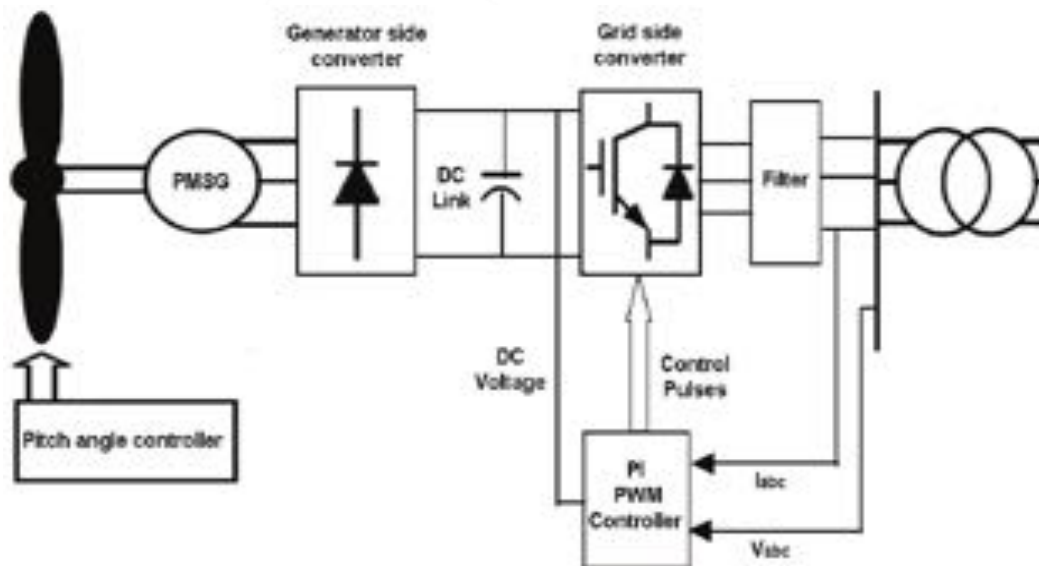 Generator side
converter
Grid side
converter
PMSG
DC
Link
Filter
DC
Voltage
Control
Pulses
Pitch angle controller
PI
PWM
Controller
Iabc
Vabc